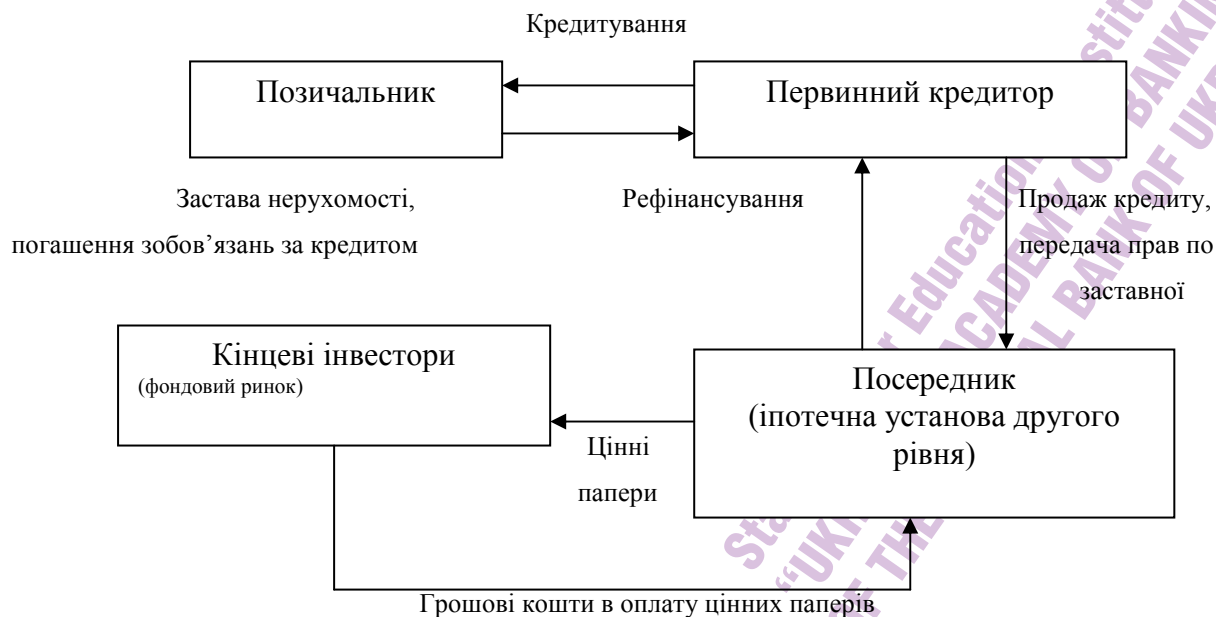 Кредитування
Позичальник
Первинний кредитор
Застава нерухомості,
погашення зобов’язань за кредитом
Рефінансування
Продаж кредиту,
передача прав по
заставної
Кінцеві інвестори
(фондовий ринок)
Посередник
(іпотечна установа другого
рівня)
Цінні
папери
Грошові кошти в оплату цінних паперів